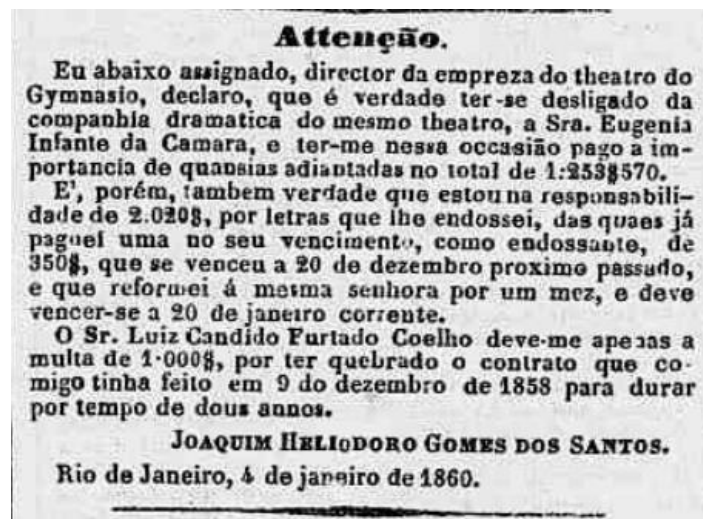 Attenção.
Eu abaixo assignado, director da empreza do theatro do
Gymnasio, declaro, que é verdade ter-se desligado da
companhia dramatica do mesmo theatro, a Sra. Eugenia
Infante da Camara, e ter-me nessa occasião pago a im-
portancia de quansias adiantadas no total de 1:253$570.
E', porém, tambem verdade que estou na responsabili-
dade de 2.020$, por letras que lhe endossei, das quaes já
paguei uma no seu vencimento, como endossante, de
350$, que se venceu a 20 de dezembro proximo passado,
e que reformei á mesma senhora por um mez, e deve
vencer-se a 20 de janeiro corrente.
O Sr. Luiz Candido Furtado Coelho deve-me apenas a
multa de 1·000$, por ter quebrado o contrato que co-
migo tinha feito em 9 do dezembro de 1858 para durar
por tempo de dous annos.
JOAQUIM HELIODORO GOMES DOS SANTOS.
Rio de Janeiro, 4 de janeiro de 1860.